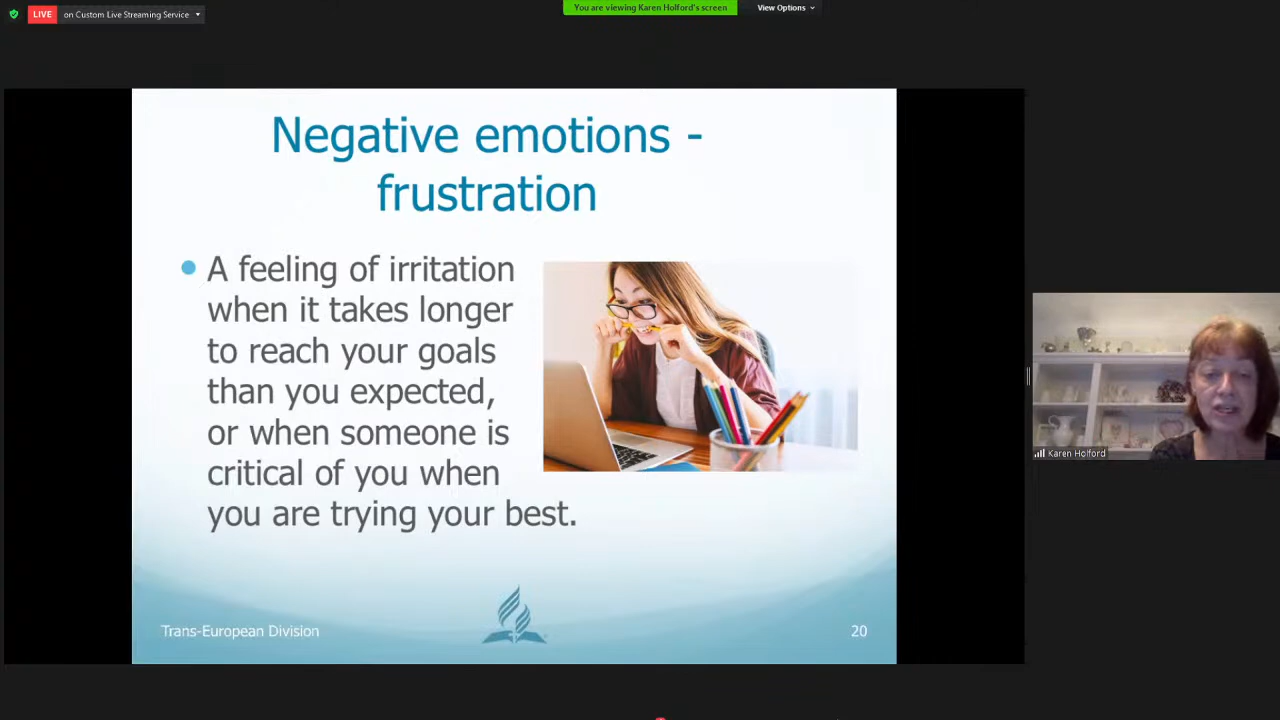 LIVE on Custom Live Streaming Service
You are viewing Karen Holford's screen
View Options
Negative emotions -
frustration
A feeling of irritation
when it takes longer
to reach your goals
than you expected,
or when someone is
critical of you when
you are trying your best.
Karen Holford
Trans-European Division
20